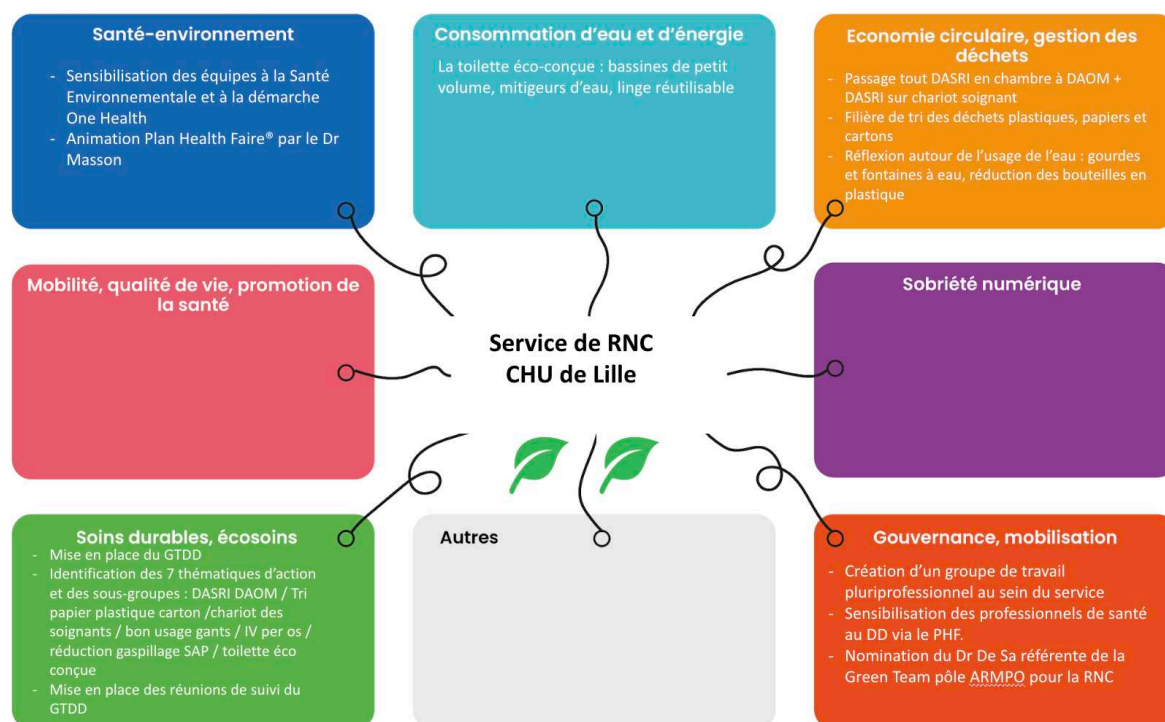 Santé-environnement
- Sensibilisation des équipes à la Santé
Environnementale et à la démarche
One Health
- Animation Plan Health Faire® par le Dr
Masson
Consommation d'eau et d'énergie
La toilette éco-conçue : bassines de petit
volume, mitigeurs d'eau, linge réutilisable
Economie circulaire, gestion des
déchets
- Passage tout DASRI en chambre à DAOM +
DASRI sur chariot soignant
- Filière de tri des déchets plastiques, papiers et
cartons
- Réflexion autour de l'usage de l'eau : gourdes
et fontaines à eau, réduction des bouteilles en
plastique
Mobilité, qualité de vie, promotion de
la santé
Service de RNC
CHU de Lille
Sobriété numérique
Soins durables, écosoins
- Mise en place du GTDD
- Identification des 7 thématiques d'action
et des sous-groupes : DASRI DAOM / Tri
papier plastique carton /chariot des
soignants / bon usage gants / IV per os /
réduction gaspillage SAP / toilette éco
conçue
- Mise en place des réunions de suivi du
GTDD
Autres
Gouvernance, mobilisation
- Création d'un groupe de travail
pluriprofessionnel au sein du service
- Sensibilisation des professionnels de santé
au DD via le PHF.
- Nomination du Dr De Sa référente de la
Green Team pôle ARMPO pour la RNC